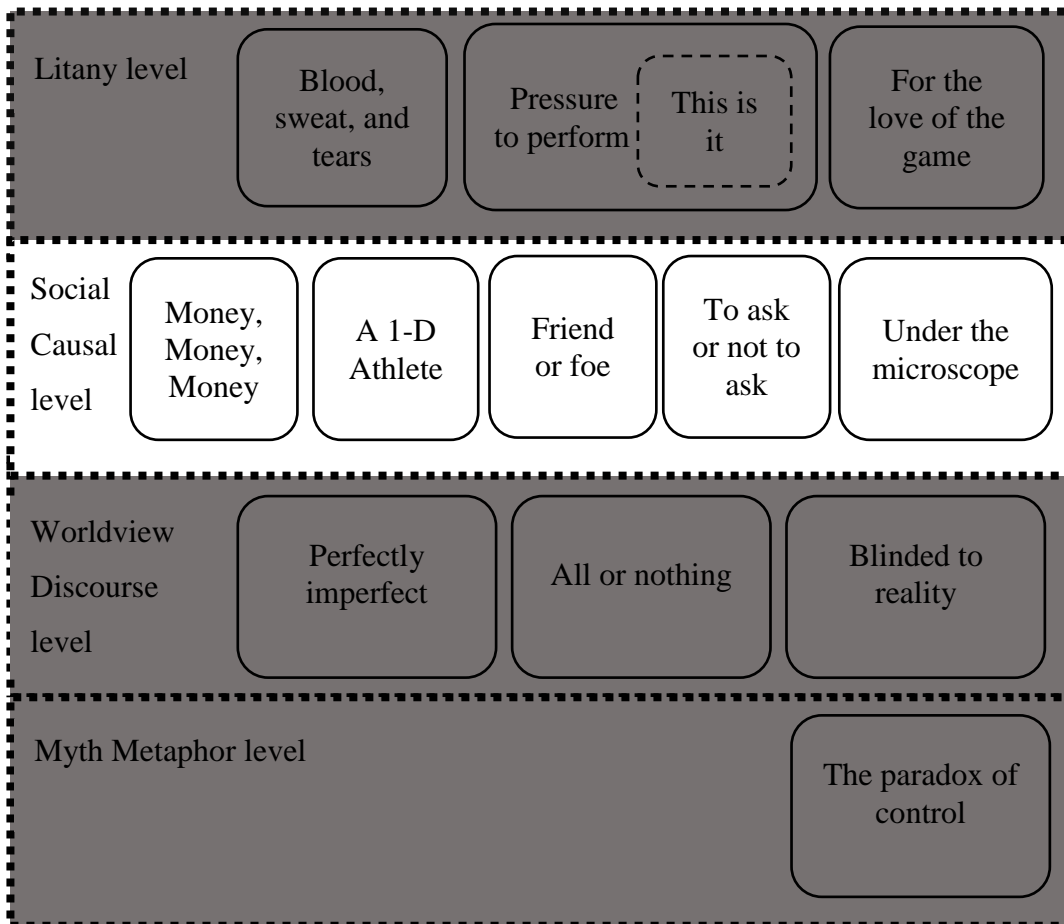 Litany level
Blood,
sweat, and
tears
Pressure
to perform
This is
it
For the
love of the
game
Social
Causal
level
Money,
Money,
Money
A 1-D
Athlete
Friend
or foe
To ask
or not to
ask
Under the
microscope
Worldview
Discourse
level
Perfectly
imperfect
All or nothing
Blinded to
reality
Myth Metaphor level
The paradox of
control